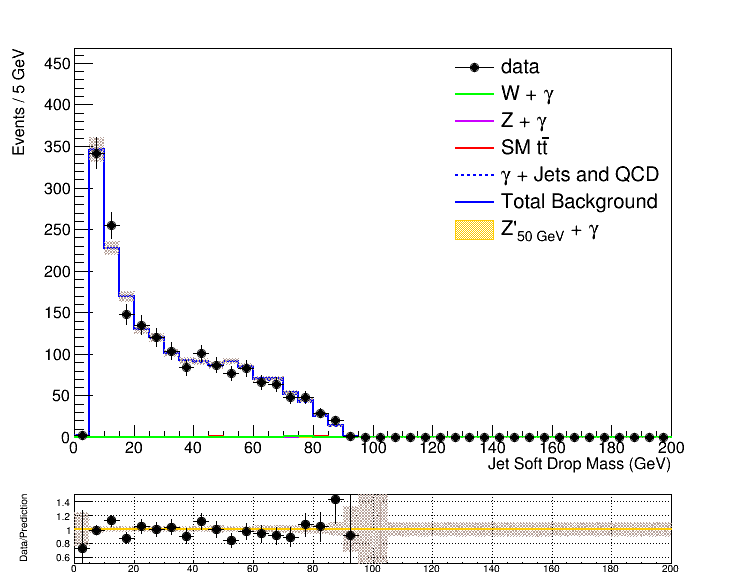 Events / 5 GeV
450
400
350
300
250
200
150
100
50
0
data
W + γ
Z + γ
SM tt̄
γ + Jets and QCD
Total Background
Z'50 GeV + γ
0 20 40 60 80 100 120 140 160 180 200
Jet Soft Drop Mass (GeV)
Data/Prediction
1.4
1.2
1
0.8
0.6
0 20 40 60 80 100 120 140 160 180 200